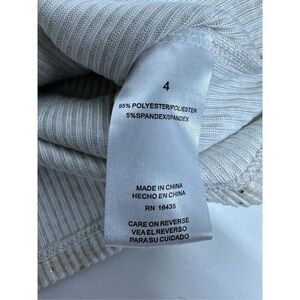 4
95% POLYESTER/POLIESTER
5%SPANDEX/SPANDEX
MADE IN CHINA
HECHO EN CHINA
RN 16435
CARE ON REVERSE
VEA EL REVERSO
PARA SU CUIDADO